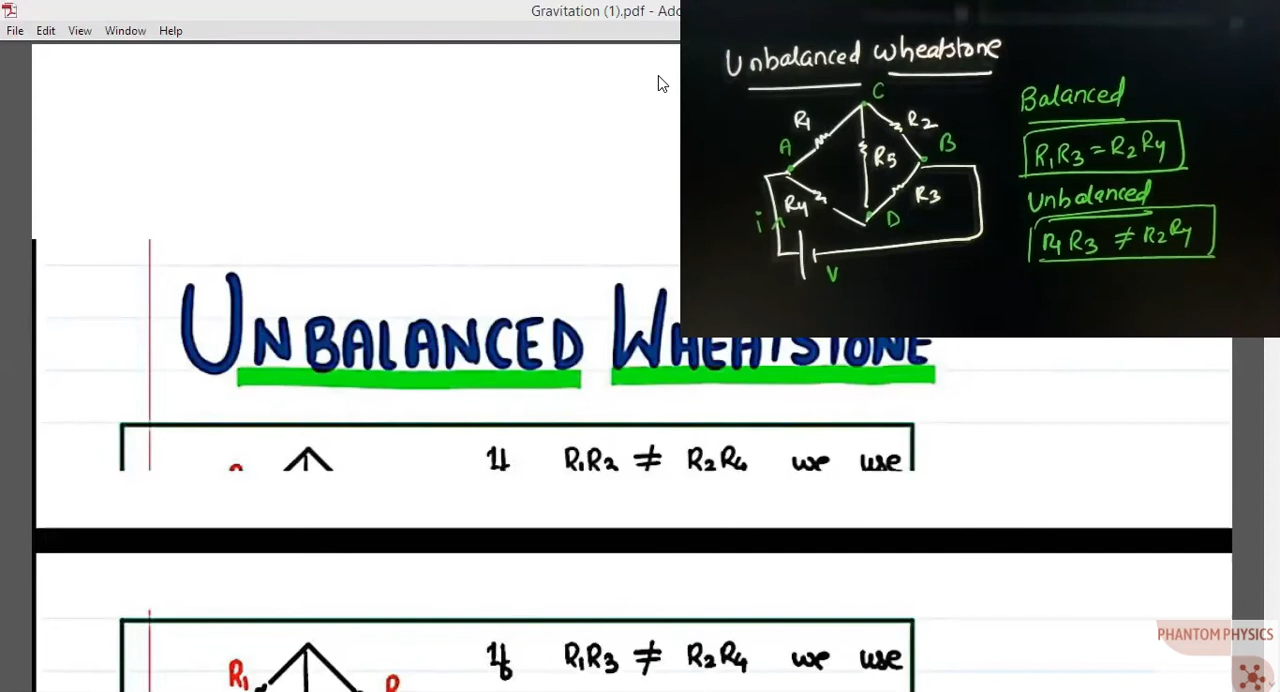 Gravitation (1).pdf - Ado
File Edit View Window Help
Unbalanced Wheatstone
C
R1
R2
A
B
R5
R4
R3
D
i
V
Balanced
R1R3 = R2R4
Unbalanced
R1R3 ≠ R2R4
UNBALANCED WHEATSTONE
If R1R2 ≠ R2R4 we use
If R1R3 ≠ R2R4 we use
R1
R
PHANTOM PHYSICS